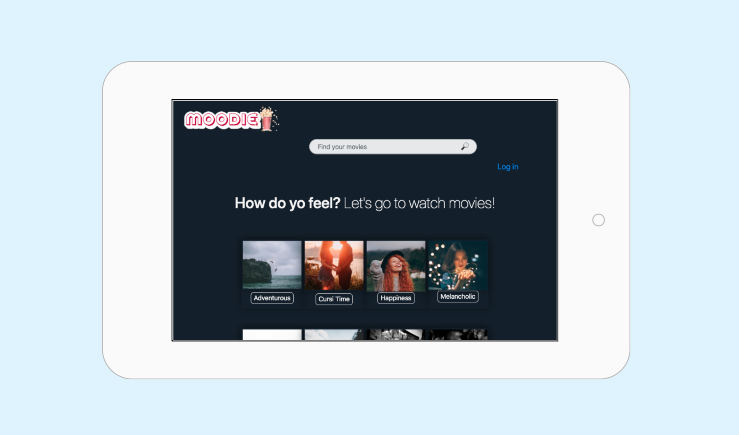 MOODIE
Find your movies
Log in
How do yo feel? Let's go to watch movies!
Adventurous
Cursi Time
Happiness
Melancholic